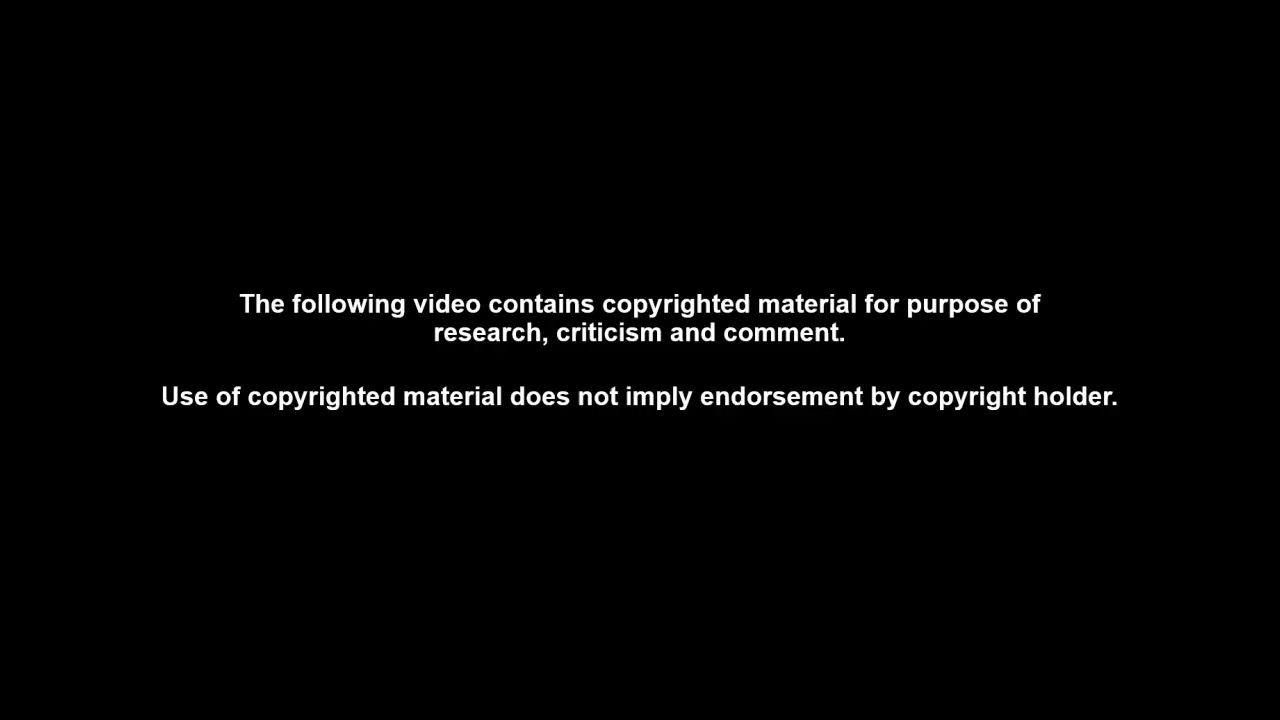 The following video contains copyrighted material for purpose of
research, criticism and comment.
Use of copyrighted material does not imply endorsement by copyright holder.